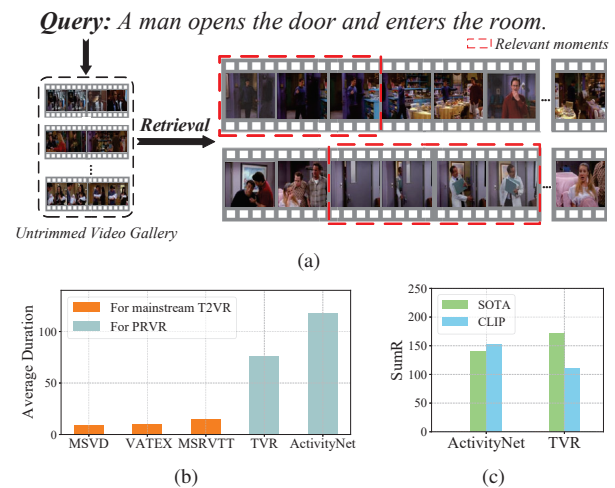 Query: A man opens the door and enters the room.
Relevant moments
Retrieval
...
...
Untrimmed Video Gallery
(a)
For mainstream T2VR
For PRVR
Average Duration
100
50
0
MSVD VATEX MSRVTT TVR ActivityNet
(b)
SOTA
CLIP
SumR
250
200
150
100
50
0
ActivityNet TVR
(c)